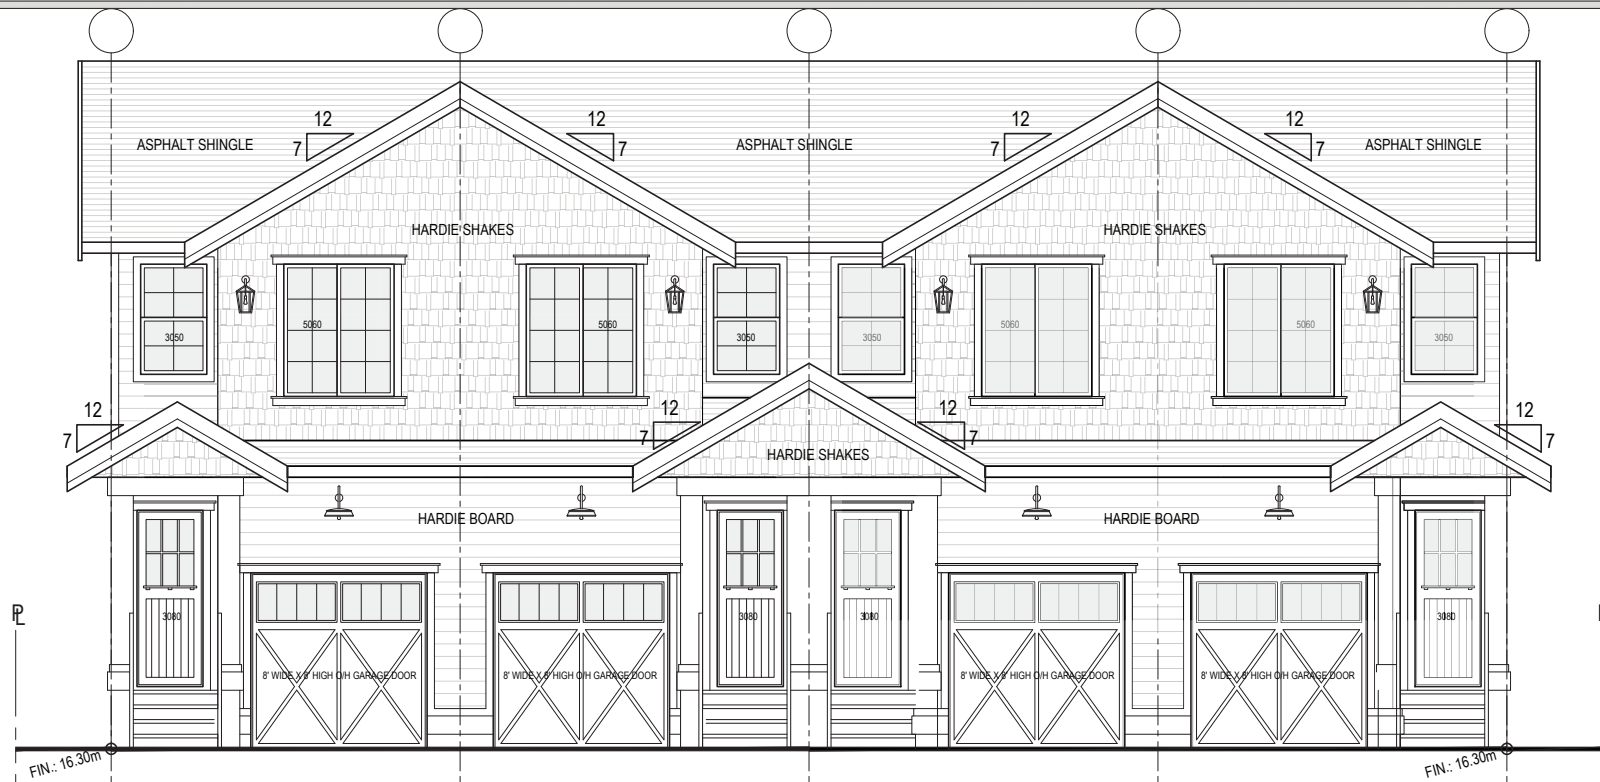 12
12
12
12
7
ASPHALT SHINGLE
7
ASPHALT SHINGLE
7
7
ASPHALT SHINGLE
HARDIE SHAKES
HARDIE SHAKES
5060
5060
5060
5060
3050
3050
3050
3050
12
12
12
12
7
7
7
7
HARDIE SHAKES
HARDIE BOARD
HARDIE BOARD
PL
3080
3080
3080
3080
8' WIDE X 8' HIGH O/H GARAGE DOOR
8' WIDE X 8' HIGH O/H GARAGE DOOR
8' WIDE X 8' HIGH O/H GARAGE DOOR
8' WIDE X 8' HIGH O/H GARAGE DOOR
FIN.: 16.30m
FIN.: 16.30m